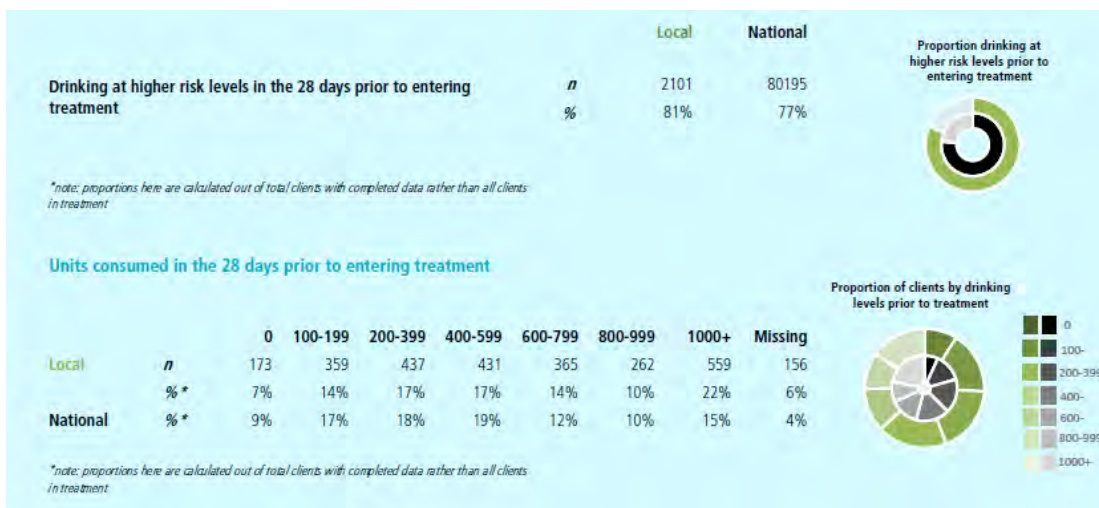 Local National
Proportion drinking at
higher risk levels prior to
entering treatment
Drinking at higher risk levels in the 28 days prior to entering
treatment
n 2101 80195
% 81% 77%
*note: proportions here are calculated out of total clients with completed data rather than all clients
in treatment
Units consumed in the 28 days prior to entering treatment
Proportion of clients by drinking
levels prior to treatment
0 100-199 200-399 400-599 600-799 800-999 1000+ Missing
Local n 173 359 437 431 365 262 559 156
%* 7% 14% 17% 17% 14% 10% 22% 6%
National %* 9% 17% 18% 19% 12% 10% 15% 4%
0
100-
200-399
400-
600-
800-999
1000+
*note: proportions here are calculated out of total clients with completed data rather than all clients
in treatment